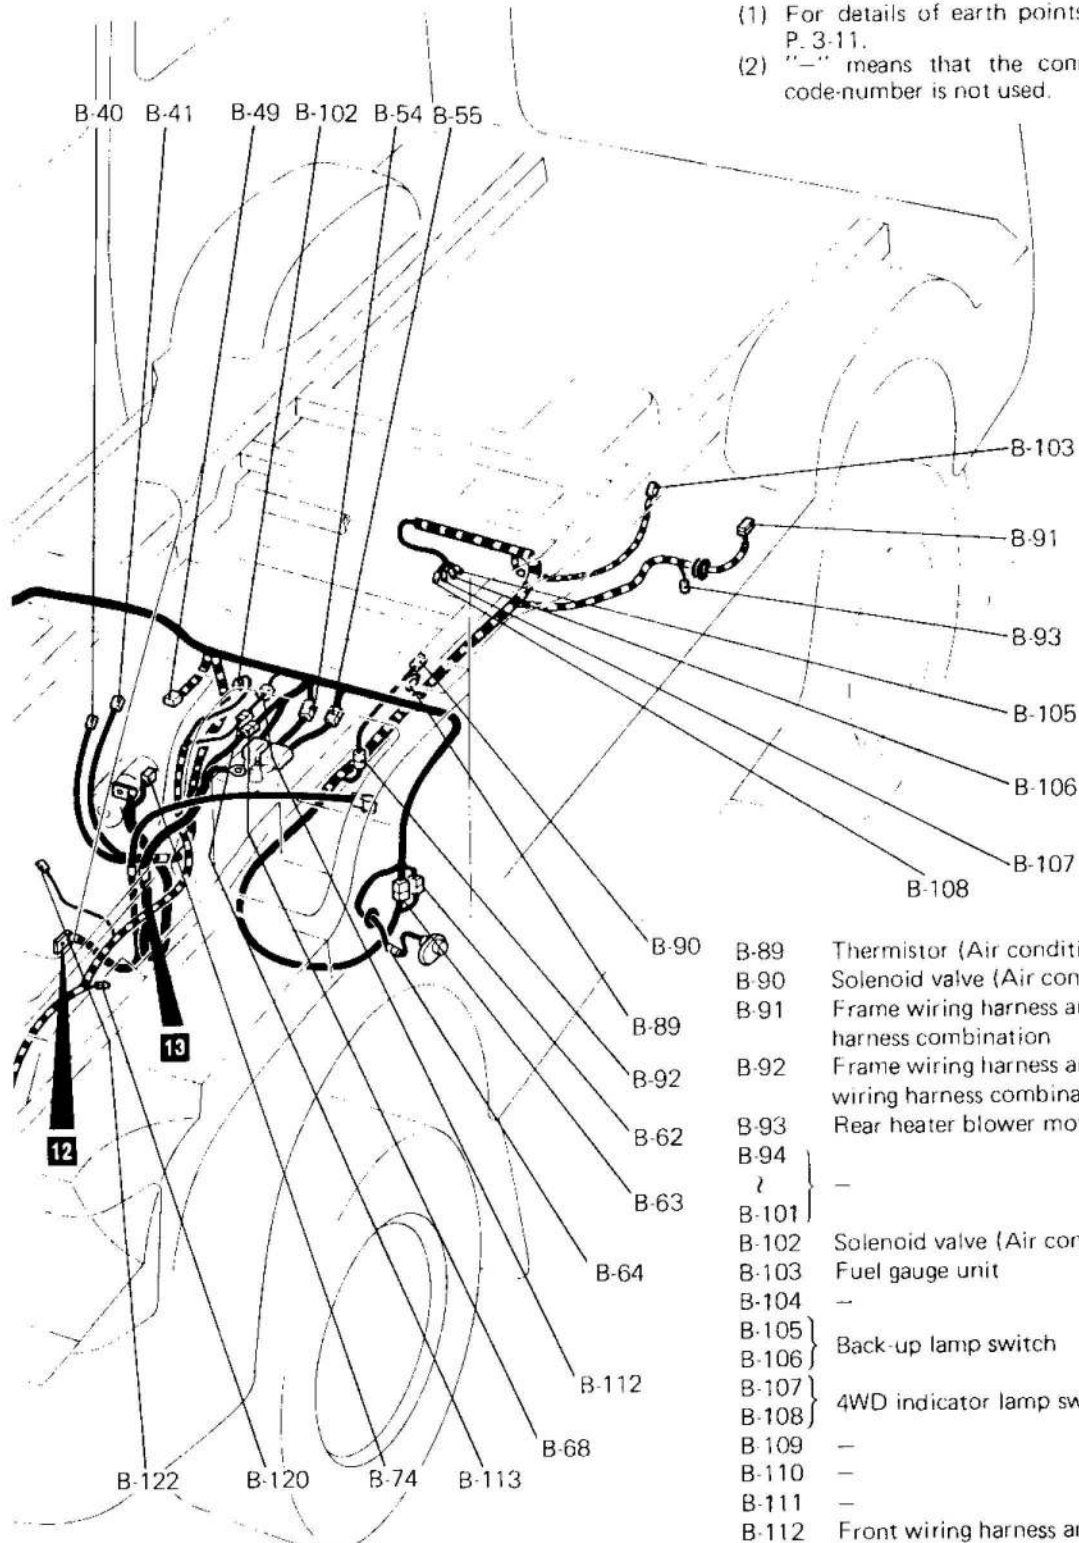 (1) For details of earth points
P. 3-11.
(2) "—" means that the con
code-number is not used.
B-40 B-41 B-49 B-102 B-54 B-55
B-103
B-91
B-93
B-105
B-106
B-107
B-108
B-90
B-89
B-92
B-62
B-63
B-64
B-112
B-68
B-122 B-120 B-74 B-113
13
12
B-89 Thermistor (Air conditi
B-90 Solenoid valve (Air con
B-91 Frame wiring harness a
harness combination
B-92 Frame wiring harness a
wiring harness combina
B-93 Rear heater blower mo
B-94
≀ —
B-101
B-102 Solenoid valve (Air con
B-103 Fuel gauge unit
B-104 —
B-105
Back-up lamp switch
B-106
B-107
4WD indicator lamp sw
B-108
B-109 —
B-110 —
B-111 —
B-112 Front wiring harness a